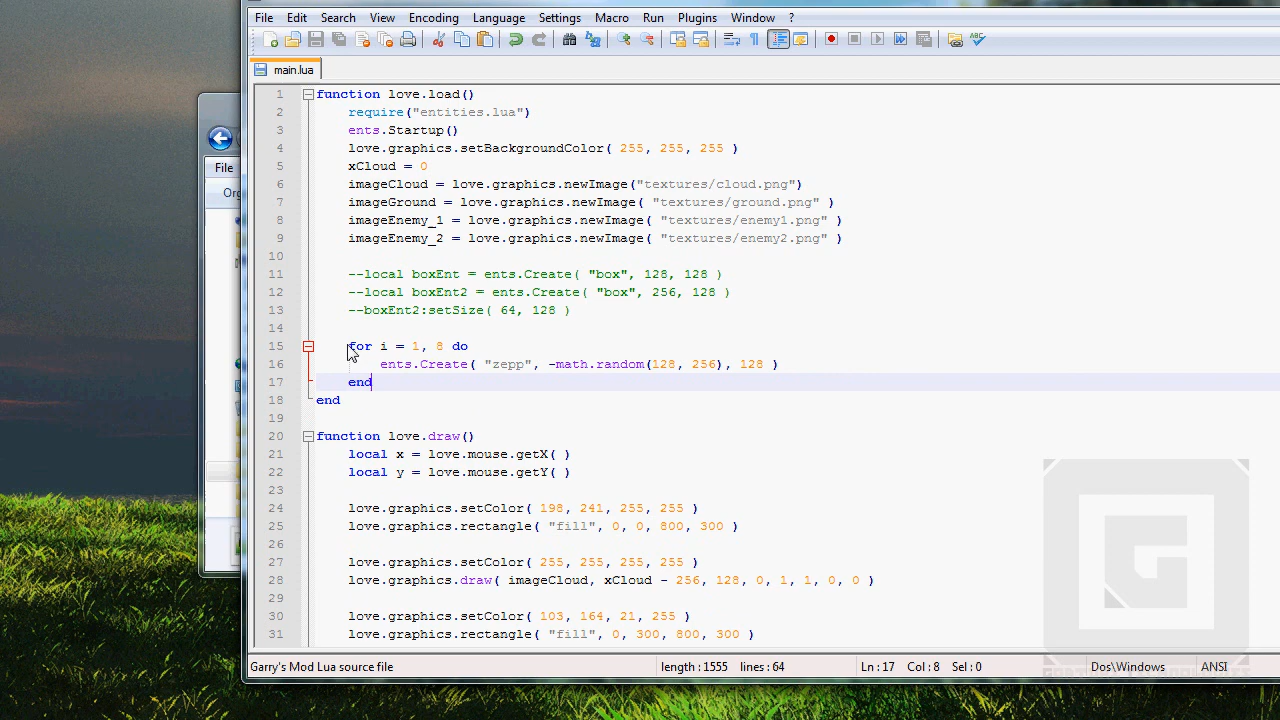 File Edit Search View Encoding Language Settings Macro Run Plugins Window ?
main.lua
File
Org
1 function love.load()
2 require("entities.lua")
3 ents.Startup()
4 love.graphics.setBackgroundColor( 255, 255, 255 )
5 xCloud = 0
6 imageCloud = love.graphics.newImage("textures/cloud.png")
7 imageGround = love.graphics.newImage( "textures/ground.png" )
8 imageEnemy_1 = love.graphics.newImage( "textures/enemy1.png" )
9 imageEnemy_2 = love.graphics.newImage( "textures/enemy2.png" )
10
11 --local boxEnt = ents.Create( "box", 128, 128 )
12 --local boxEnt2 = ents.Create( "box", 256, 128 )
13 --boxEnt2:setSize( 64, 128 )
14
15 for i = 1, 8 do
16 ents.Create( "zepp", -math.random(128, 256), 128 )
17 end
18 end
19
20 function love.draw()
21 local x = love.mouse.getX( )
22 local y = love.mouse.getY( )
23
24 love.graphics.setColor( 198, 241, 255, 255 )
25 love.graphics.rectangle( "fill", 0, 0, 800, 300 )
26
27 love.graphics.setColor( 255, 255, 255, 255 )
28 love.graphics.draw( imageCloud, xCloud - 256, 128, 0, 1, 1, 0, 0 )
29
30 love.graphics.setColor( 103, 164, 21, 255 )
31 love.graphics.rectangle( "fill", 0, 300, 800, 300 )
Garry's Mod Lua source file length : 1555 lines : 64 Ln : 17 Col : 8 Sel : 0 Dos\Windows ANSI